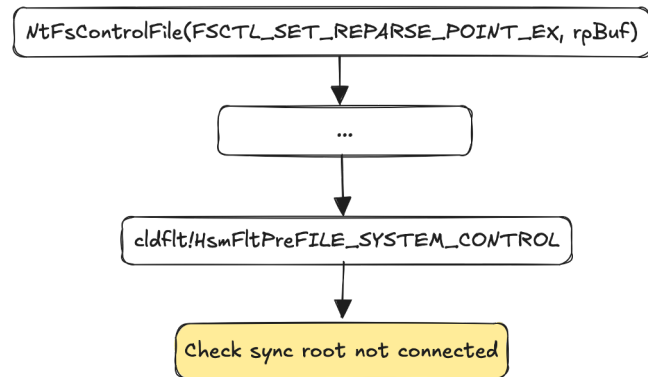 NtFsControlFile(FSCTL_SET_REPARSE_POINT_EX, rpBuf)
...
cldflt!HsmFltPreFILE_SYSTEM_CONTROL
Check sync root not connected